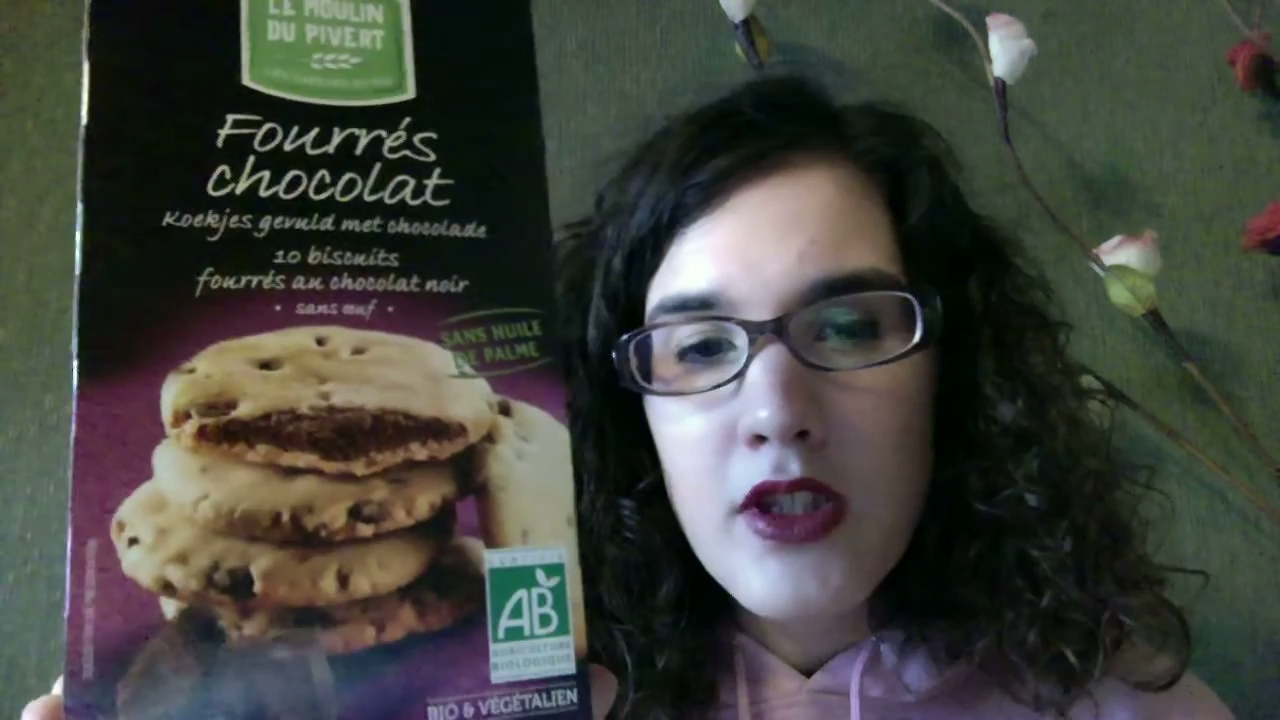 LE MOULIN
DU PIVERT
Fourrés
chocolat
Koekjes gevuld met chocolade
10 biscuits
fourrés au chocolat noir
• sans œuf •
SANS HUILE
DE PALME
CERTIFIÉ
AB
AGRICULTURE
BIOLOGIQUE
BIO & VÉGÉTALIEN